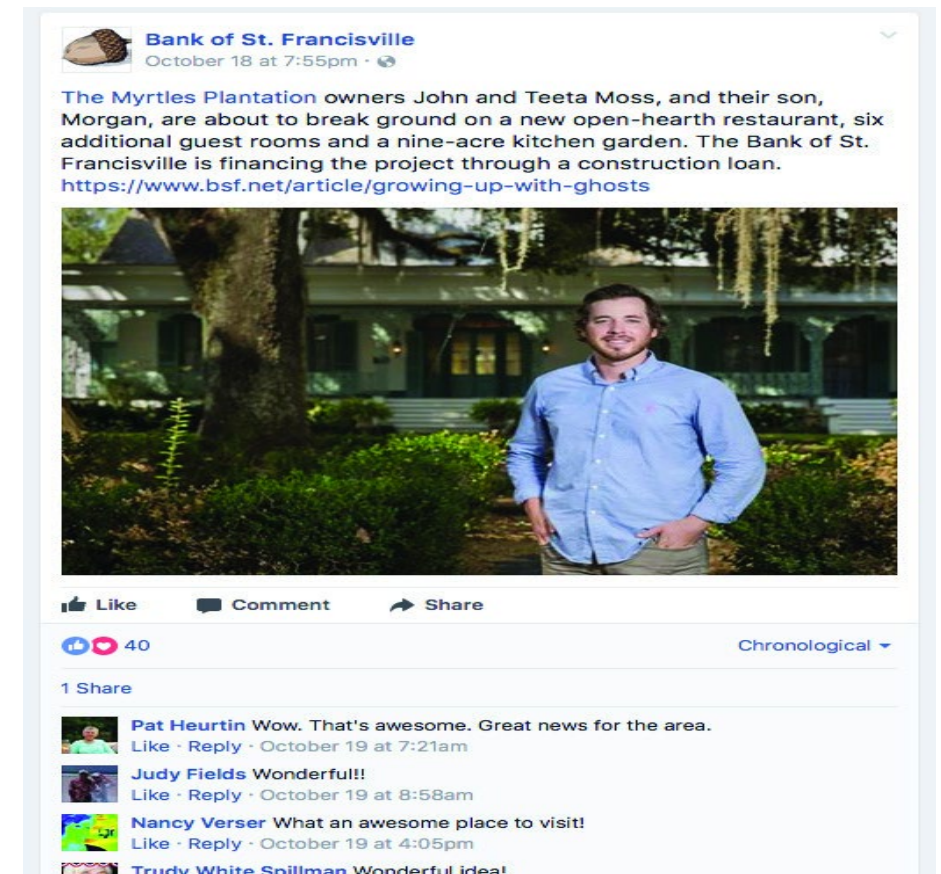 Bank of St. Francisville
October 18 at 7:55pm ·
The Myrtles Plantation owners John and Teeta Moss, and their son,
Morgan, are about to break ground on a new open-hearth restaurant, six
additional guest rooms and a nine-acre kitchen garden. The Bank of St.
Francisville is financing the project through a construction loan.
https://www.bsf.net/article/growing-up-with-ghosts
Like Comment Share
40 Chronological
1 Share
Pat Heurtin Wow. That's awesome. Great news for the area.
Like · Reply · October 19 at 7:21am
Judy Fields Wonderful!!
Like · Reply · October 19 at 8:58am
Nancy Verser What an awesome place to visit!
Like · Reply · October 19 at 4:05pm
Trudy White Spillman Wonderful idea!